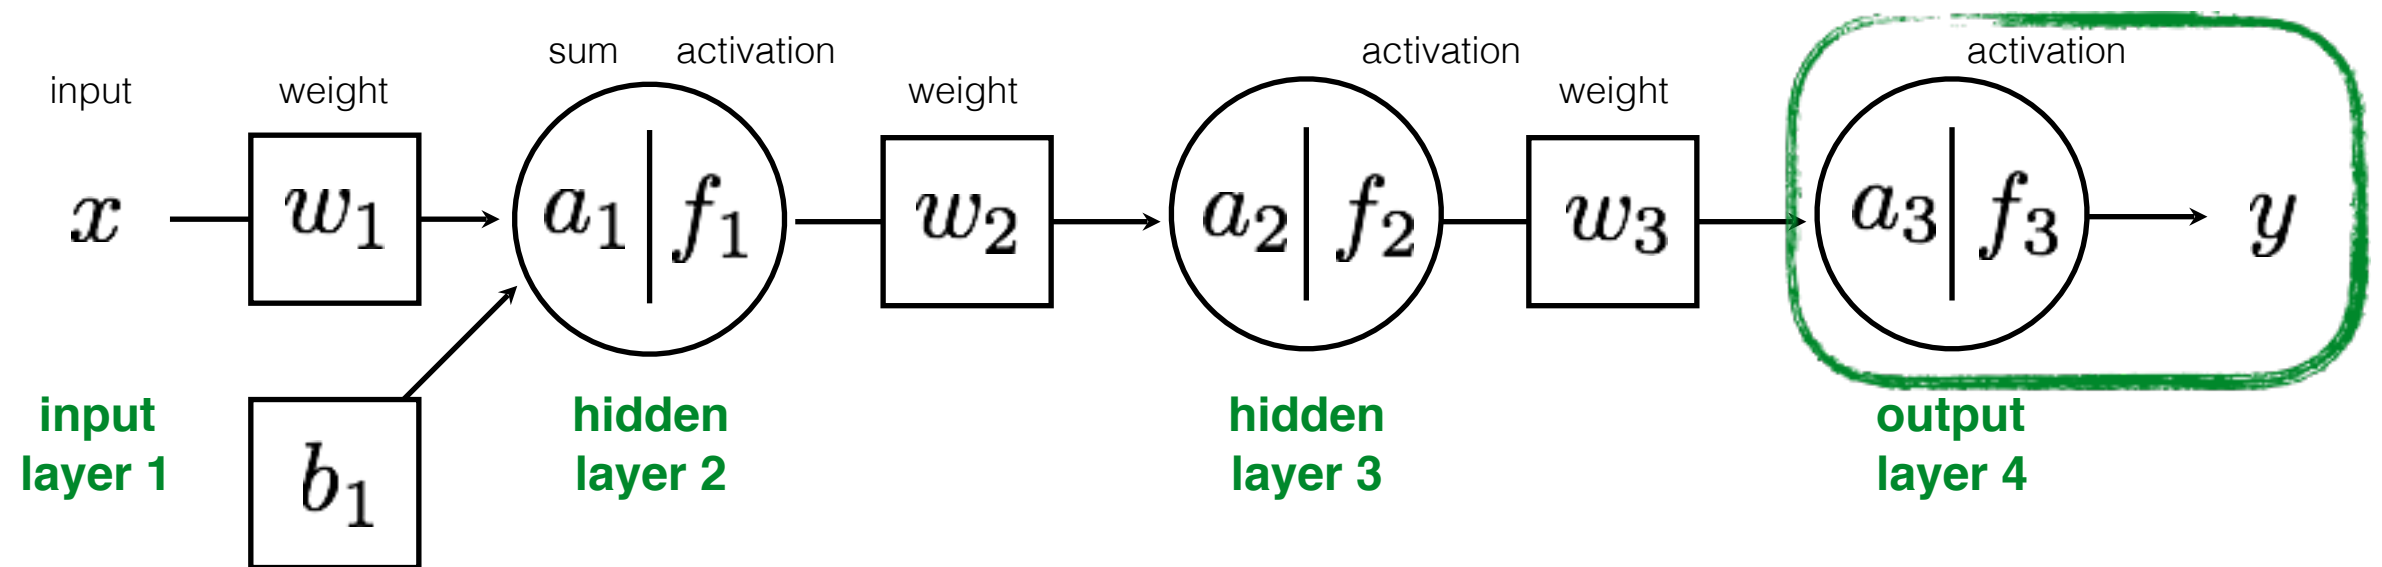 sum activation activation activation
input weight weight weight
x w₁ a₁ | f₁ w₂ a₂ | f₂ w₃ a₃ | f₃ y
input hidden hidden output
layer 1 layer 2 layer 3 layer 4
b₁